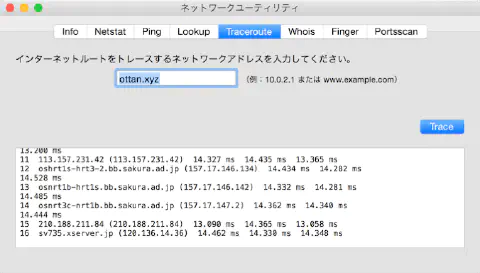 ネットワークユーティリティ
Info Netstat Ping Lookup Traceroute Whois Finger Portsscan
インターネットルートをトレースするネットワークアドレスを入力してください。
ottan.xyz (例：10.0.2.1 または www.example.com)
Trace
13.200 ms
11 113.157.231.42 (113.157.231.42) 14.327 ms 14.435 ms 13.365 ms
12 oshrt1s-hrt3-2.bb.sakura.ad.jp (157.17.146.134) 14.434 ms 14.282 ms
14.528 ms
13 osnrt1b-hrt1s.bb.sakura.ad.jp (157.17.146.142) 14.332 ms 14.281 ms
14.485 ms
14 osnrt3c-nrt1b.bb.sakura.ad.jp (157.17.147.2) 14.362 ms 14.340 ms
14.444 ms
15 210.188.211.84 (210.188.211.84) 13.090 ms 14.365 ms 13.058 ms
16 sv735.xserver.jp (120.136.14.36) 14.462 ms 14.330 ms 14.348 ms